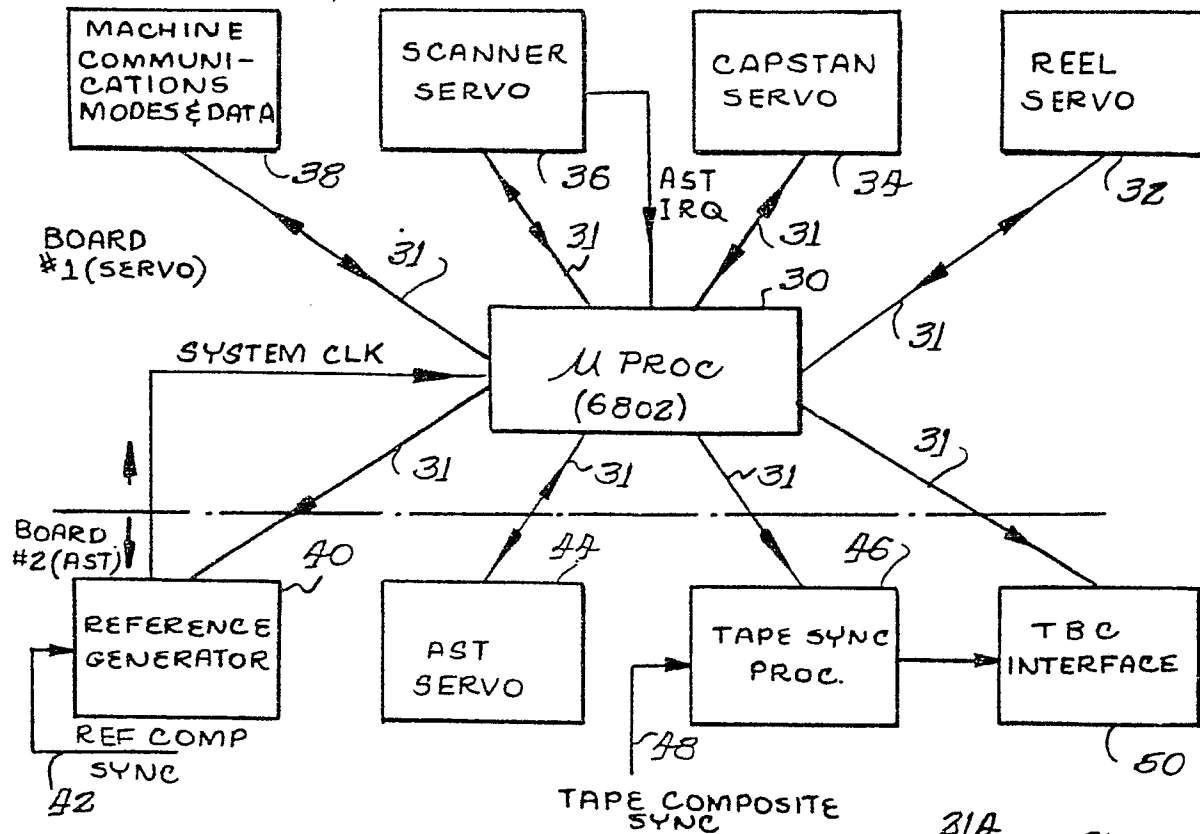 MACHINE
COMMUNI-
CATIONS
MODES & DATA
38
SCANNER
SERVO
36
AST
IRQ
CAPSTAN
SERVO
34
REEL
SERVO
32
BOARD
#1 (SERVO)
31
31
31
31
30
μ PROC
(6802)
SYSTEM CLK
31
31
31
31
BOARD
#2 (AST)
40
REFERENCE
GENERATOR
REF COMP
SYNC
42
44
AST
SERVO
46
TAPE SYNC
PROC.
48
TAPE COMPOSITE
SYNC
TBC
INTERFACE
50
31A